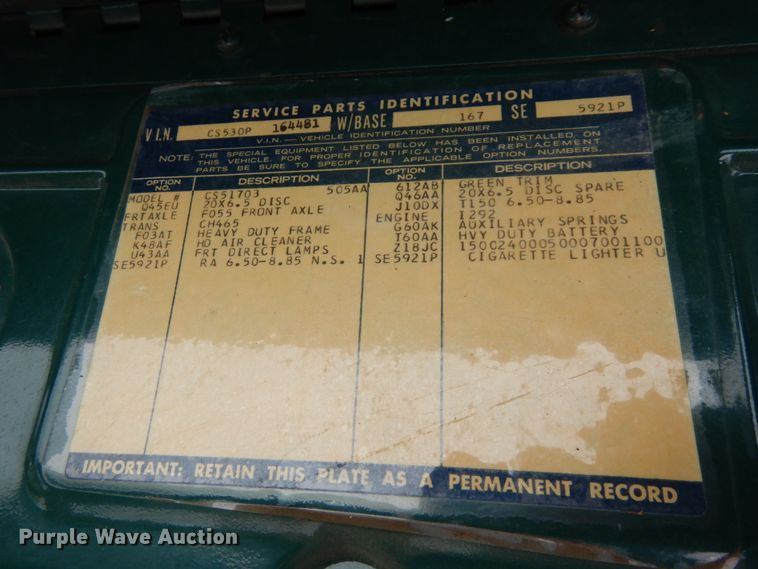 SERVICE PARTS IDENTIFICATION
V.I.N. CS530P 164481 W/BASE 167 SE 5921P
V.I.N. — VEHICLE IDENTIFICATION NUMBER
NOTE: THE SPECIAL EQUIPMENT LISTED BELOW HAS BEEN INSTALLED ON
THIS VEHICLE. FOR PROPER IDENTIFICATION OF REPLACEMENT
PARTS BE SURE TO SPECIFY THE APPLICABLE OPTION NUMBERS.
OPTION NO. DESCRIPTION OPTION NO. DESCRIPTION
MODEL # CS51703 505AA 612AB GREEN TRIM
Q45EU 20X6.5 DISC Q46AA 20X6.5 DISC SPARE
FRTAXLE F055 FRONT AXLE J10DX T1150 6.50-8.85
TRANS CH465 ENGINE I292
F03AT HEAVY DUTY FRAME G60AK AUXILIARY SPRINGS
K48AF HD AIR CLEANER T60AA HVY DUTY BATTERY
U43AA FRT DIRECT LAMPS Z18JC 1500C24000500070011​00
SE5921P RA 6.50-8.85 N.S. 1 SE5921P CIGARETTE LIGHTER U
IMPORTANT: RETAIN THIS PLATE AS A PERMANENT RECORD
Purple Wave Auction